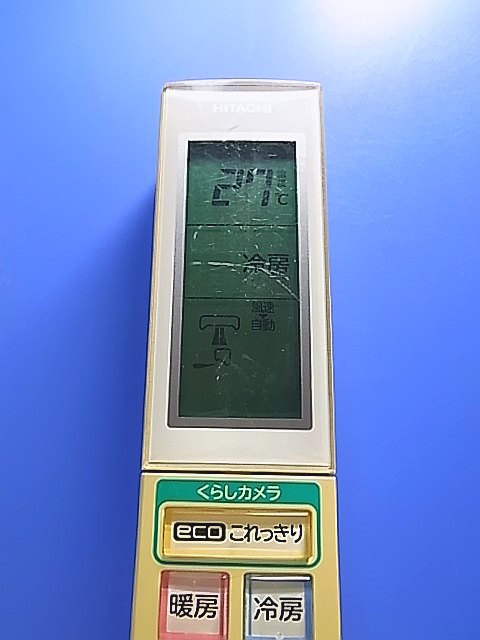 HITACHI
27℃
冷房
風速
自動
くらしカメラ
eco これっきり
暖房 冷房